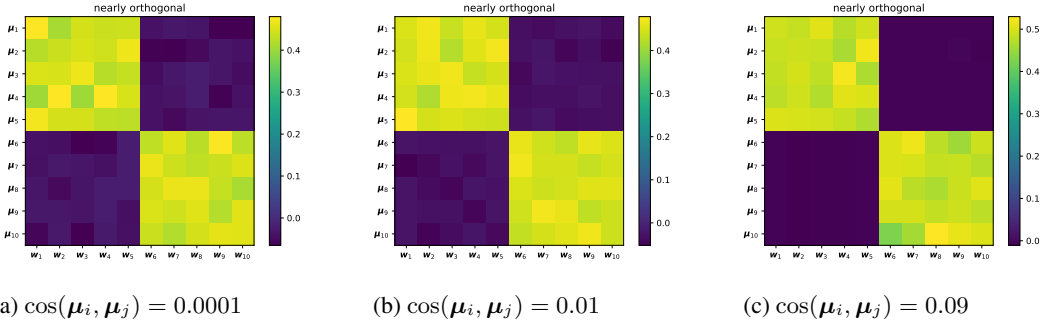 nearly orthogonal
μ₁
μ₂
μ₃
μ₄
μ₅
μ₆
μ₇
μ₈
μ₉
μ₁₀
w₁ w₂ w₃ w₄ w₅ w₆ w₇ w₈ w₉ w₁₀
0.4
0.3
0.2
0.1
0.0
a) cos(μᵢ, μⱼ) = 0.0001
nearly orthogonal
μ₁
μ₂
μ₃
μ₄
μ₅
μ₆
μ₇
μ₈
μ₉
μ₁₀
w₁ w₂ w₃ w₄ w₅ w₆ w₇ w₈ w₉ w₁₀
0.4
0.3
0.2
0.1
0.0
(b) cos(μᵢ, μⱼ) = 0.01
nearly orthogonal
μ₁
μ₂
μ₃
μ₄
μ₅
μ₆
μ₇
μ₈
μ₉
μ₁₀
w₁ w₂ w₃ w₄ w₅ w₆ w₇ w₈ w₉ w₁₀
0.5
0.4
0.3
0.2
0.1
0.0
(c) cos(μᵢ, μⱼ) = 0.09